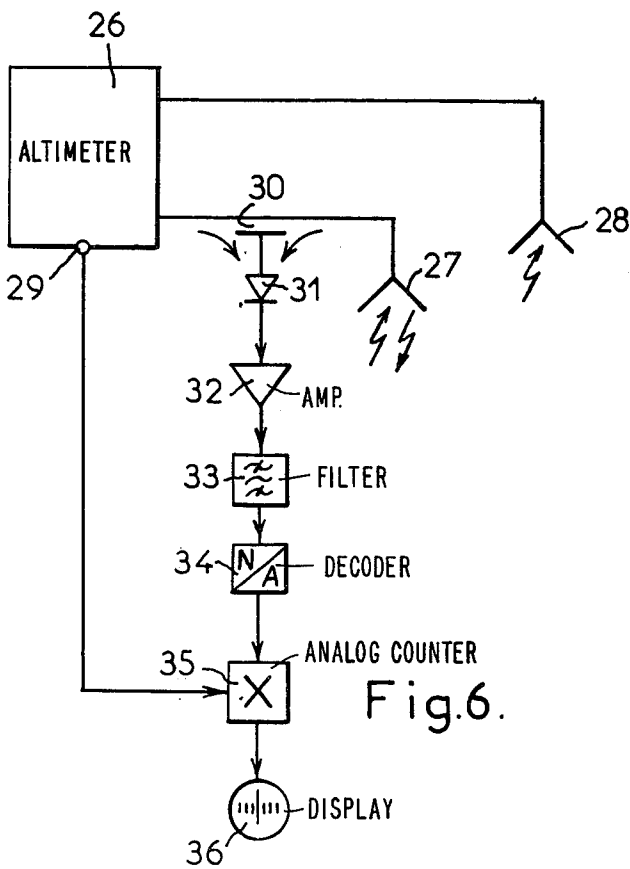 26
ALTIMETER
30
28
29
31
27
32
AMP.
33
FILTER
34
N
A
DECODER
ANALOG COUNTER
35
X
Fig.6.
DISPLAY
36